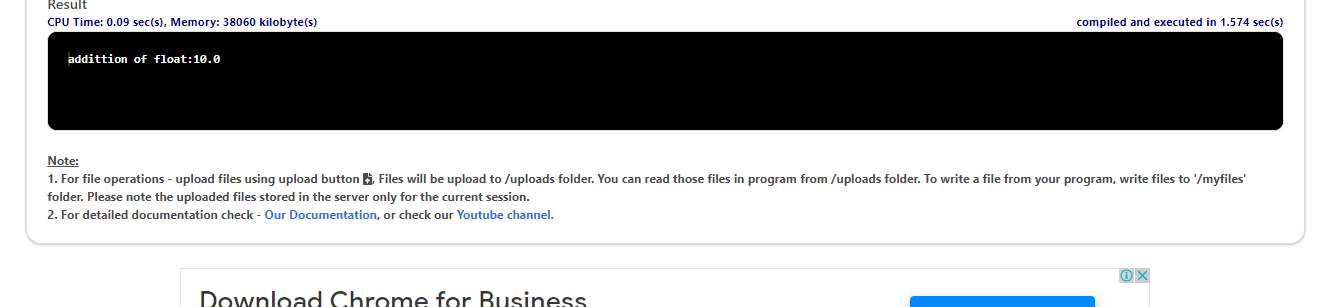 Result
CPU Time: 0.09 sec(s), Memory: 38060 kilobyte(s)
compiled and executed in 1.574 sec(s)
addittion of float:10.0
Note:
1. For file operations - upload files using upload button , Files will be upload to /uploads folder. You can read those files in program from /uploads folder. To write a file from your program, write files to '/myfiles'
folder. Please note the uploaded files stored in the server only for the current session.
2. For detailed documentation check - Our Documentation, or check our Youtube channel.
Download Chrome for Business